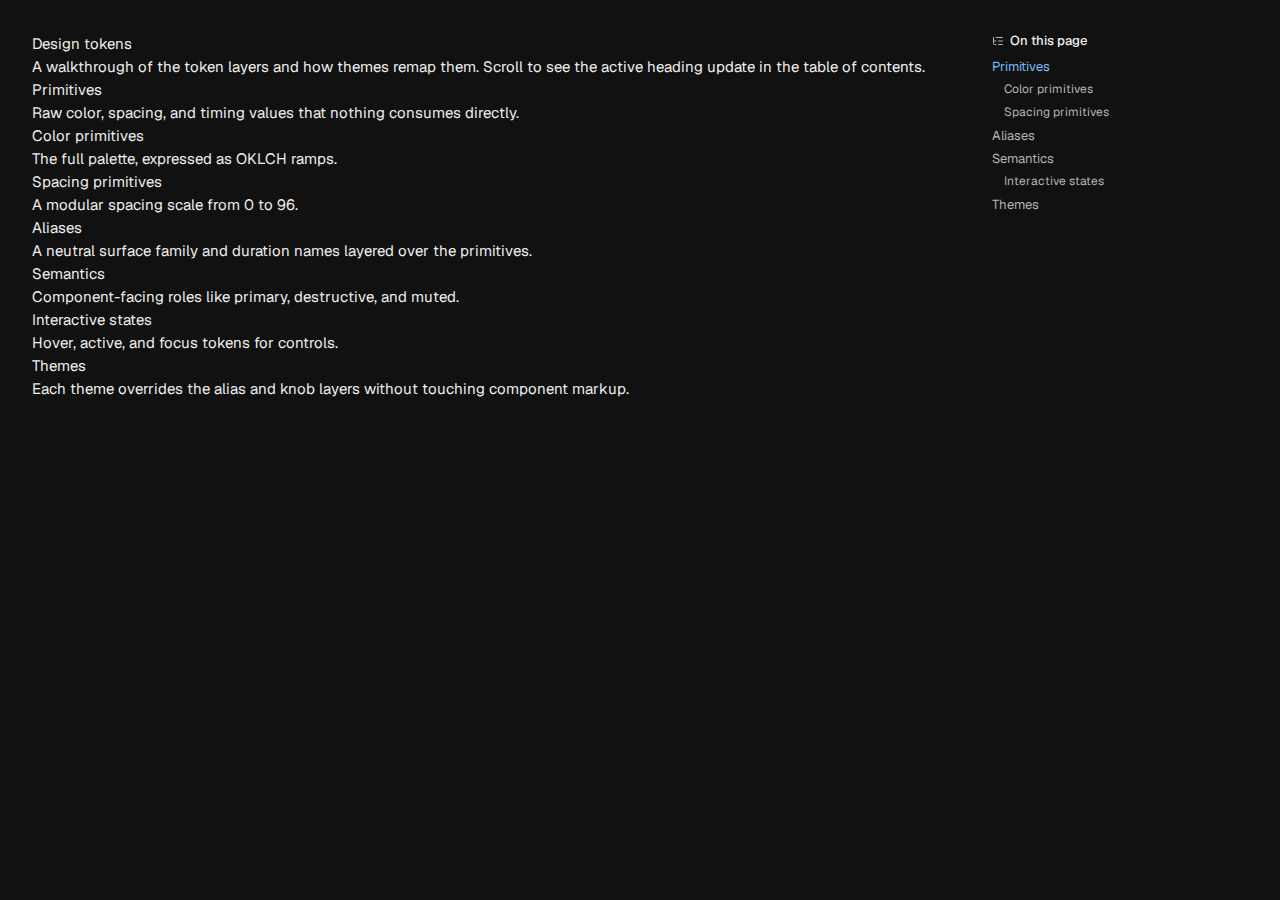 Design tokens
A walkthrough of the token layers and how themes remap them. Scroll to see the active heading update in the table of contents.
Primitives
Raw color, spacing, and timing values that nothing consumes directly.
Color primitives
The full palette, expressed as OKLCH ramps.
Spacing primitives
A modular spacing scale from 0 to 96.
Aliases
A neutral surface family and duration names layered over the primitives.
Semantics
Component-facing roles like primary, destructive, and muted.
Interactive states
Hover, active, and focus tokens for controls.
Themes
Each theme overrides the alias and knob layers without touching component markup.
On this page
Primitives
Color primitives
Spacing primitives
Aliases
Semantics
Interactive states
Themes